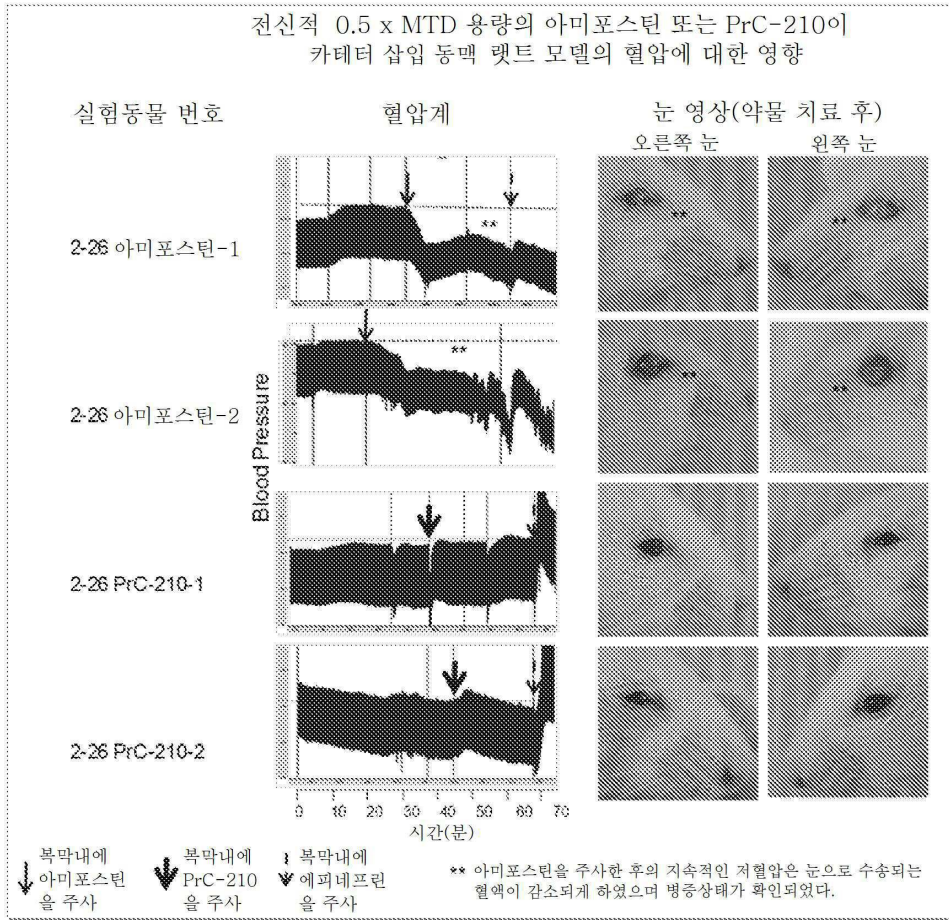 전신적 0.5 x MTD 용량의 아미포스틴 또는 PrC-210이
카테터 삽입 동맥 랫트 모델의 혈압에 대한 영향
실험동물 번호
혈압계
눈 영상(약물 치료 후)
오른쪽 눈
왼쪽 눈
2-26 아미포스틴-1
**
**
**
2-26 아미포스틴-2
**
**
**
Blood Pressure
2-26 PrC-210-1
2-26 PrC-210-2
0 10 20 30 40 50 60 70
시간(분)
복막내에
아미포스틴
을 주사
복막내에
PrC-210
을 주사
복막내에
에피네프린
을 주사
** 아미포스틴을 주사한 후의 지속적인 저혈압은 눈으로 수송되는
혈액이 감소되게 하였으며 병증상태가 확인되었다.